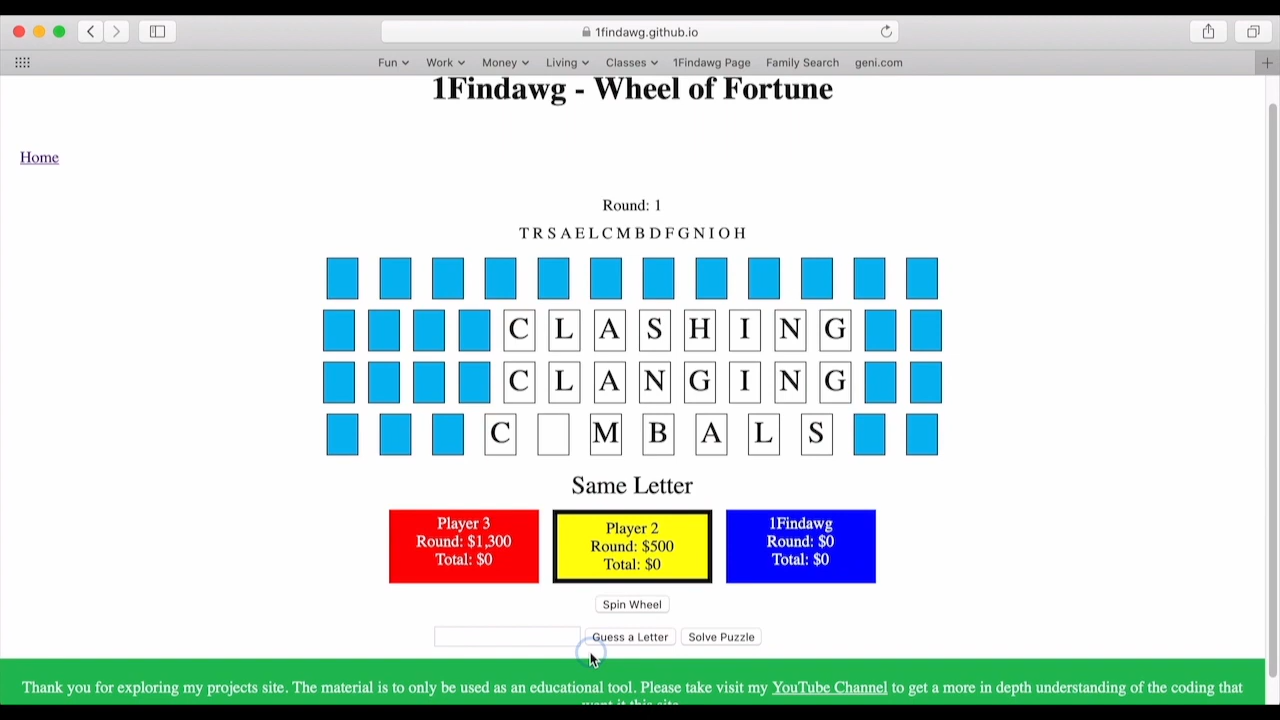 1findawg.github.io
Fun Work Money Living Classes 1Findawg Page Family Search geni.com
1Findawg - Wheel of Fortune
Home
Round: 1
T R S A E L C M B D F G N I O H
C L A S H I N G
C L A N G I N G
C M B A L S
Same Letter
Player 3
Round: $1,300
Total: $0
Player 2
Round: $500
Total: $0
1Findawg
Round: $0
Total: $0
Spin Wheel
Guess a Letter Solve Puzzle
Thank you for exploring my projects site. The material is to only be used as an educational tool. Please take visit my YouTube Channel to get a more in depth understanding of the coding that
went it this site